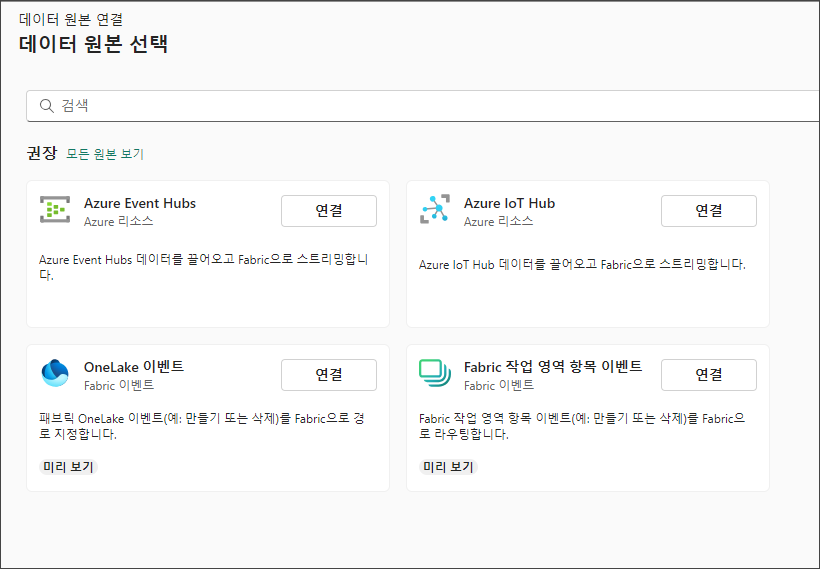 데이터 원본 연결
데이터 원본 선택
검색
권장 모든 원본 보기
Azure Event Hubs
Azure 리소스
연결
Azure Event Hubs 데이터를 끌어오고 Fabric으로 스트리밍합니
다.
Azure IoT Hub
Azure 리소스
연결
Azure IoT Hub 데이터를 끌어오고 Fabric으로 스트리밍합니다.
OneLake 이벤트
Fabric 이벤트
연결
패브릭 OneLake 이벤트(예: 만들기 또는 삭제)를 Fabric으로 경
로 지정합니다.
미리 보기
Fabric 작업 영역 항목 이벤트
Fabric 이벤트
연결
Fabric 작업 영역 항목 이벤트(예: 만들기 또는 삭제)를 Fabric으
로 라우팅합니다.
미리 보기